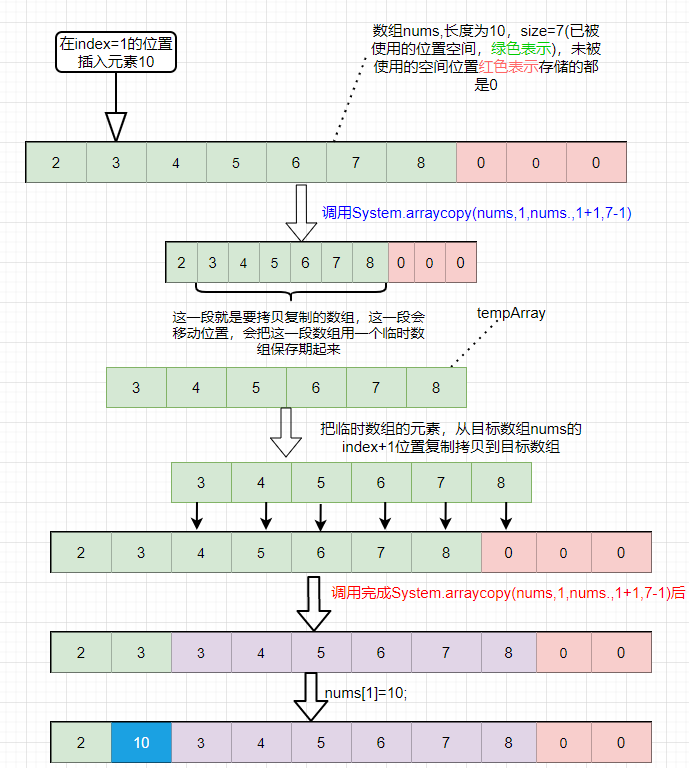 在index=1的位置
插入元素10
数组nums,长度为10，size=7(已被
使用的位置空间，绿色表示)，未被
使用的空间位置红色表示存储的都
是0
2 3 4 5 6 7 8 0 0 0
调用System.arraycopy(nums,1,nums.,1+1,7-1)
2 3 4 5 6 7 8 0 0 0
这一段就是要拷贝复制的数组，这一段会
移动位置，会把这一段数组用一个临时数
组保存期起来
tempArray
3 4 5 6 7 8
把临时数组的元素，从目标数组nums的
index+1位置复制拷贝到目标数组
3 4 5 6 7 8
2 3 4 5 6 7 8 0 0 0
调用完成System.arraycopy(nums,1,nums.,1+1,7-1)后
2 3 3 4 5 6 7 8 0 0
nums[1]=10;
2 10 3 4 5 6 7 8 0 0